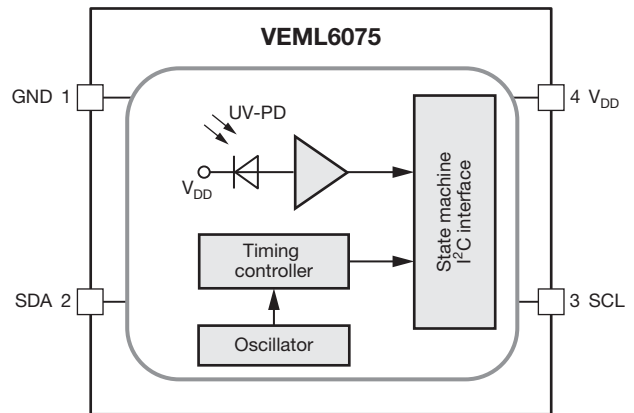 VEML6075
GND 1
4 VDD
UV-PD
VDD
State machine
I²C interface
Timing
controller
SDA 2
3 SCL
Oscillator